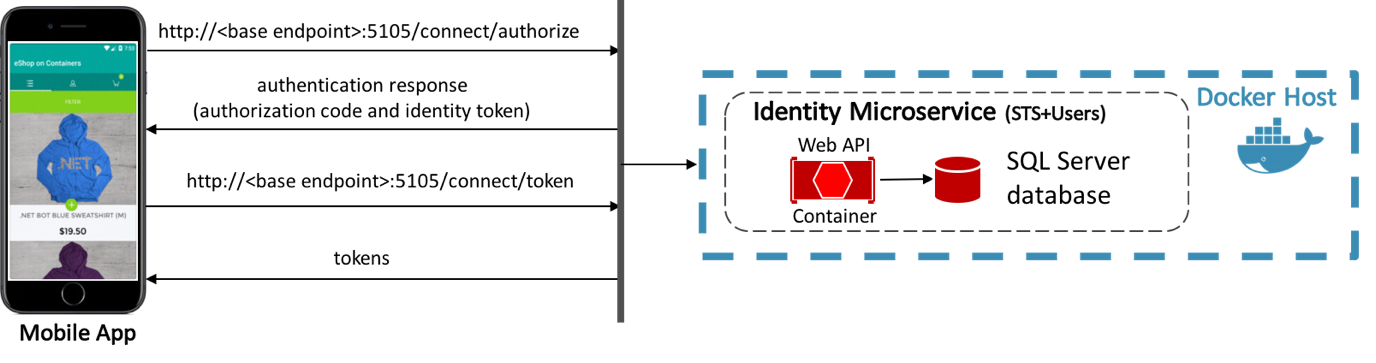 http://<base endpoint>:5105/connect/authorize
authentication response
(authorization code and identity token)
http://<base endpoint>:5105/connect/token
tokens
7:53
eShop on Containers
FILTER
.NET
.NET BOT BLUE SWEATSHIRT (M)
$19.50
Mobile App
Identity Microservice (STS+Users)
Web API
Container
SQL Server
database
Docker Host